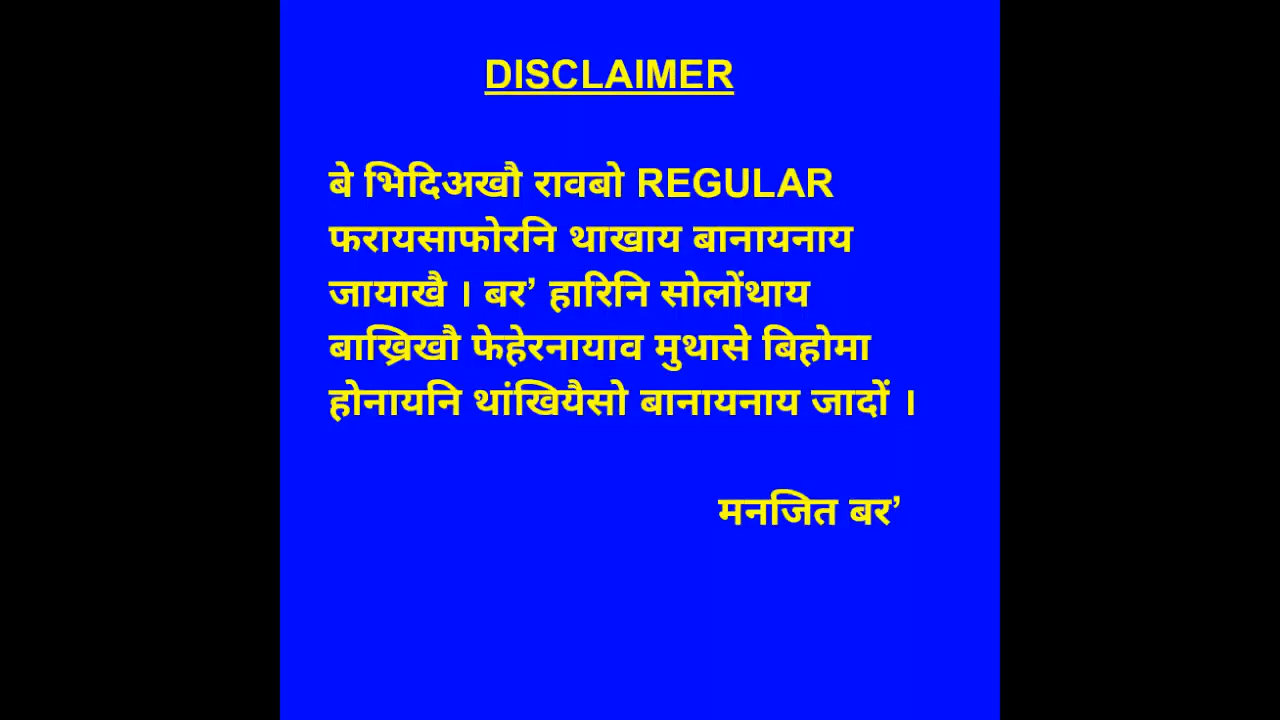 DISCLAIMER
बे भिदिअखौ रावबो REGULAR
फरायसाफोरनि थाखाय बानायनाय
जायाखै । बर’ हारिनि सोलोंथाय
बाख्रिखौ फेहेरनायाव मुथासे बिहोमा
होनायनि थांखियैसो बानायनाय जादों ।
मनजित बर’